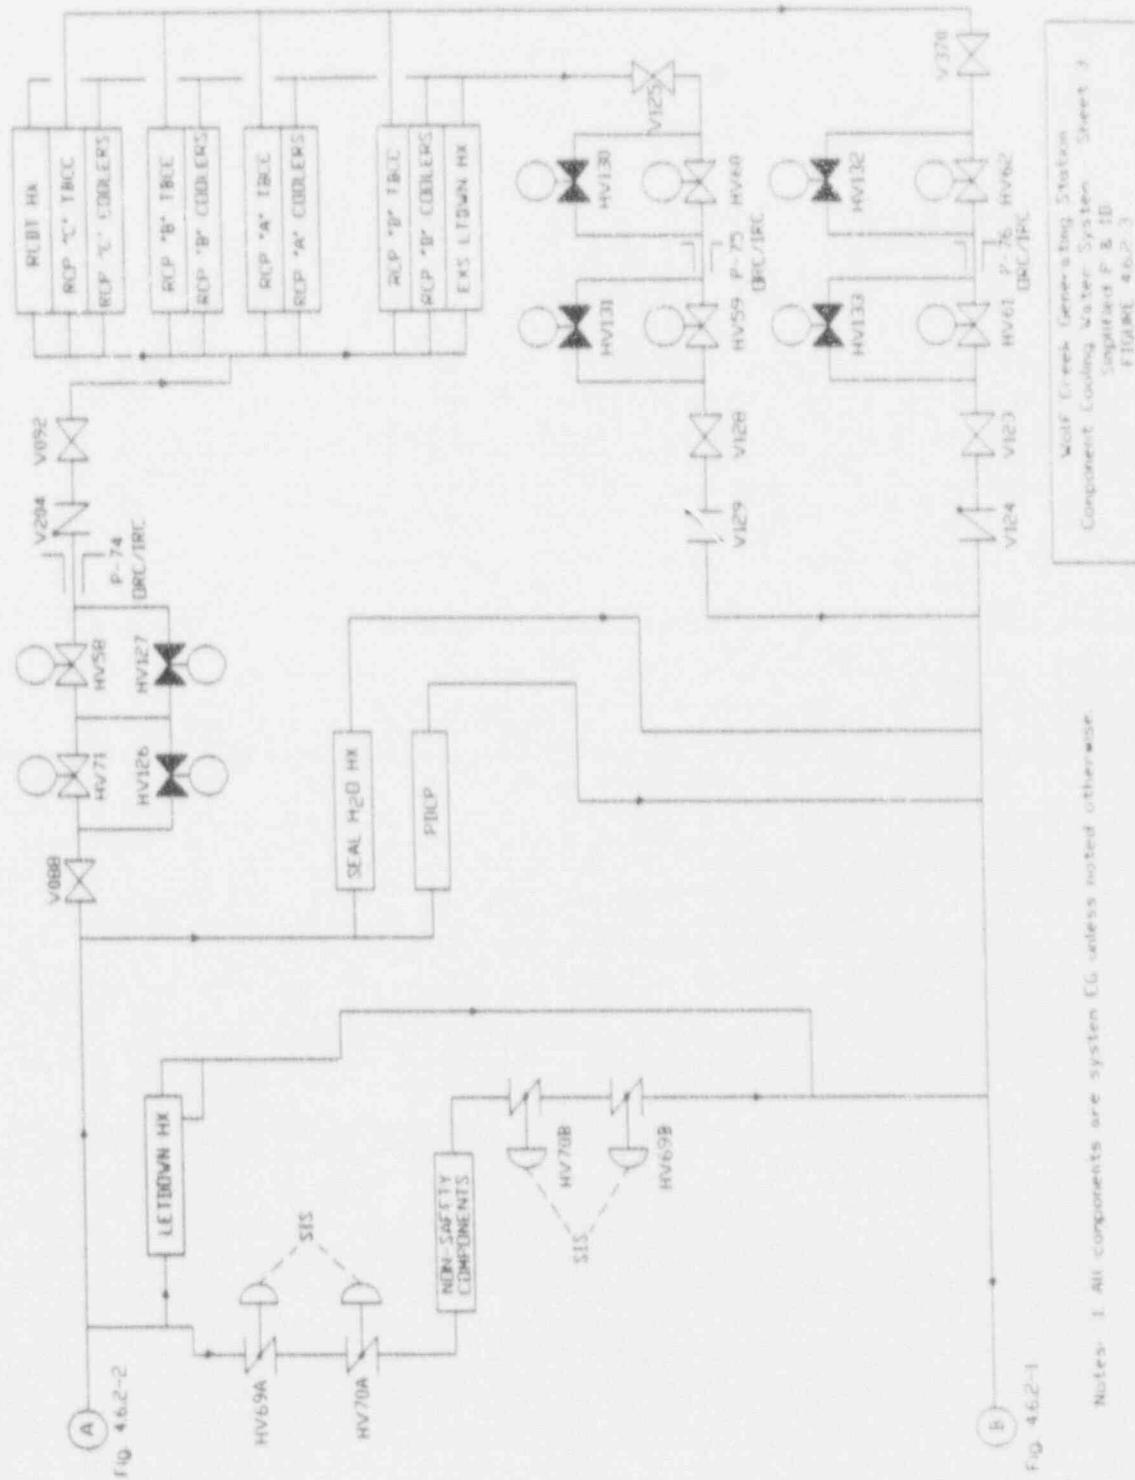 RCDT HX
RCP "C" TBCC
RCP "C" COOLERS
RCP "B" TBCC
RCP "B" COOLERS
RCP "A" TBCC
RCP "A" COOLERS
RCP "D" TBCC
RCP "D" COOLERS
EXS LTDWN HX
V370
V125
HV130
HV60
HV132
HV62
P-75
ORC/IRC
P-76
ORC/IRC
HV131
HV59
HV133
HV61
V128
V123
V129
V124
V092
V204
P-74
ORC/IRC
HV58
HV127
HV71
HV126
V088
SEAL H2O HX
PDCP
LETDOWN HX
SIS
HV69A
HV70A
NON-SAFETY
COMPONENTS
HV70B
HV69B
SIS
A
Fig. 4.6.2-2
B
Fig. 4.6.2-1
Notes: 1. All components are system EG unless noted otherwise.
Wolf Creek Generating Station
Component Cooling Water System Sheet 3
Simplified P & ID
FIGURE 4.6.2-3